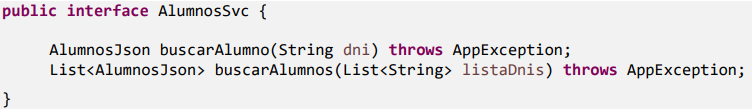 public interface AlumnosSvc {
AlumnosJson buscarAlumno(String dni) throws AppException;
List<AlumnosJson> buscarAlumnos(List<String> listaDnis) throws AppException;
}